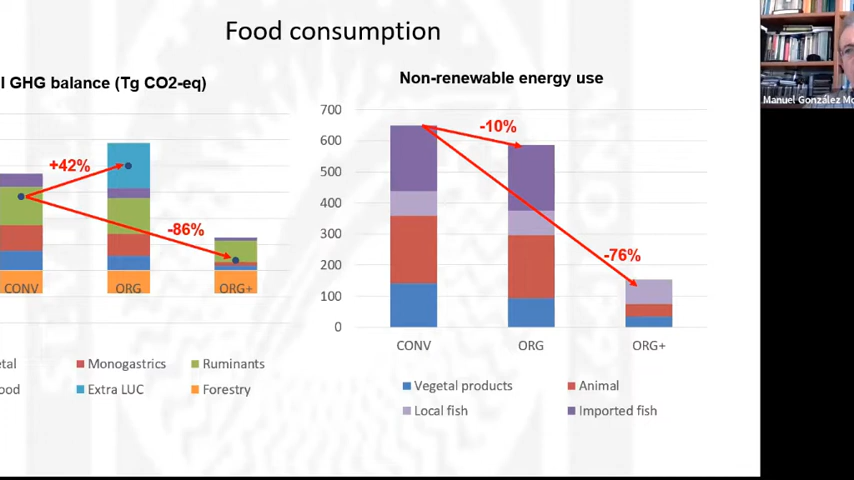 Food consumption
l GHG balance (Tg CO2-eq)
+42%
-86%
CONV
ORG
ORG+
etal
Monogastrics
Ruminants
ood
Extra LUC
Forestry
Non-renewable energy use
700
600
500
400
300
200
100
0
-10%
-76%
CONV
ORG
ORG+
Vegetal products
Animal
Local fish
Imported fish
Manuel González Mo